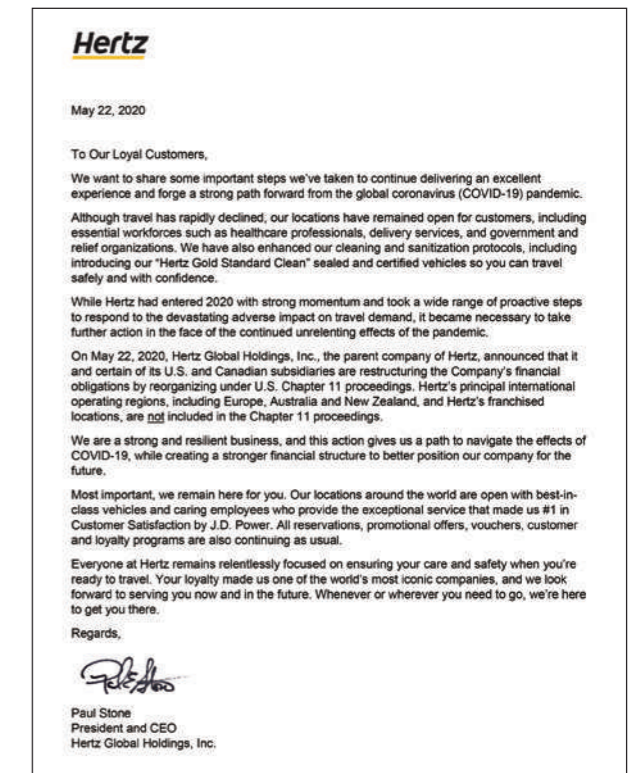 Hertz
May 22, 2020
To Our Loyal Customers,
We want to share some important steps we've taken to continue delivering an excellent
experience and forge a strong path forward from the global coronavirus (COVID-19) pandemic.
Although travel has rapidly declined, our locations have remained open for customers, including
essential workforces such as healthcare professionals, delivery services, and government and
relief organizations. We have also enhanced our cleaning and sanitization protocols, including
introducing our "Hertz Gold Standard Clean" sealed and certified vehicles so you can travel
safely and with confidence.
While Hertz had entered 2020 with strong momentum and took a wide range of proactive steps
to respond to the devastating adverse impact on travel demand, it became necessary to take
further action in the face of the continued unrelenting effects of the pandemic.
On May 22, 2020, Hertz Global Holdings, Inc., the parent company of Hertz, announced that it
and certain of its U.S. and Canadian subsidiaries are restructuring the Company's financial
obligations by reorganizing under U.S. Chapter 11 proceedings. Hertz's principal international
operating regions, including Europe, Australia and New Zealand, and Hertz's franchised
locations, are not included in the Chapter 11 proceedings.
We are a strong and resilient business, and this action gives us a path to navigate the effects of
COVID-19, while creating a stronger financial structure to better position our company for the
future.
Most important, we remain here for you. Our locations around the world are open with best-in-
class vehicles and caring employees who provide the exceptional service that made us #1 in
Customer Satisfaction by J.D. Power. All reservations, promotional offers, vouchers, customer
and loyalty programs are also continuing as usual.
Everyone at Hertz remains relentlessly focused on ensuring your care and safety when you're
ready to travel. Your loyalty made us one of the world's most iconic companies, and we look
forward to serving you now and in the future. Whenever or wherever you need to go, we're here
to get you there.
Regards,
Paul Stone
President and CEO
Hertz Global Holdings, Inc.